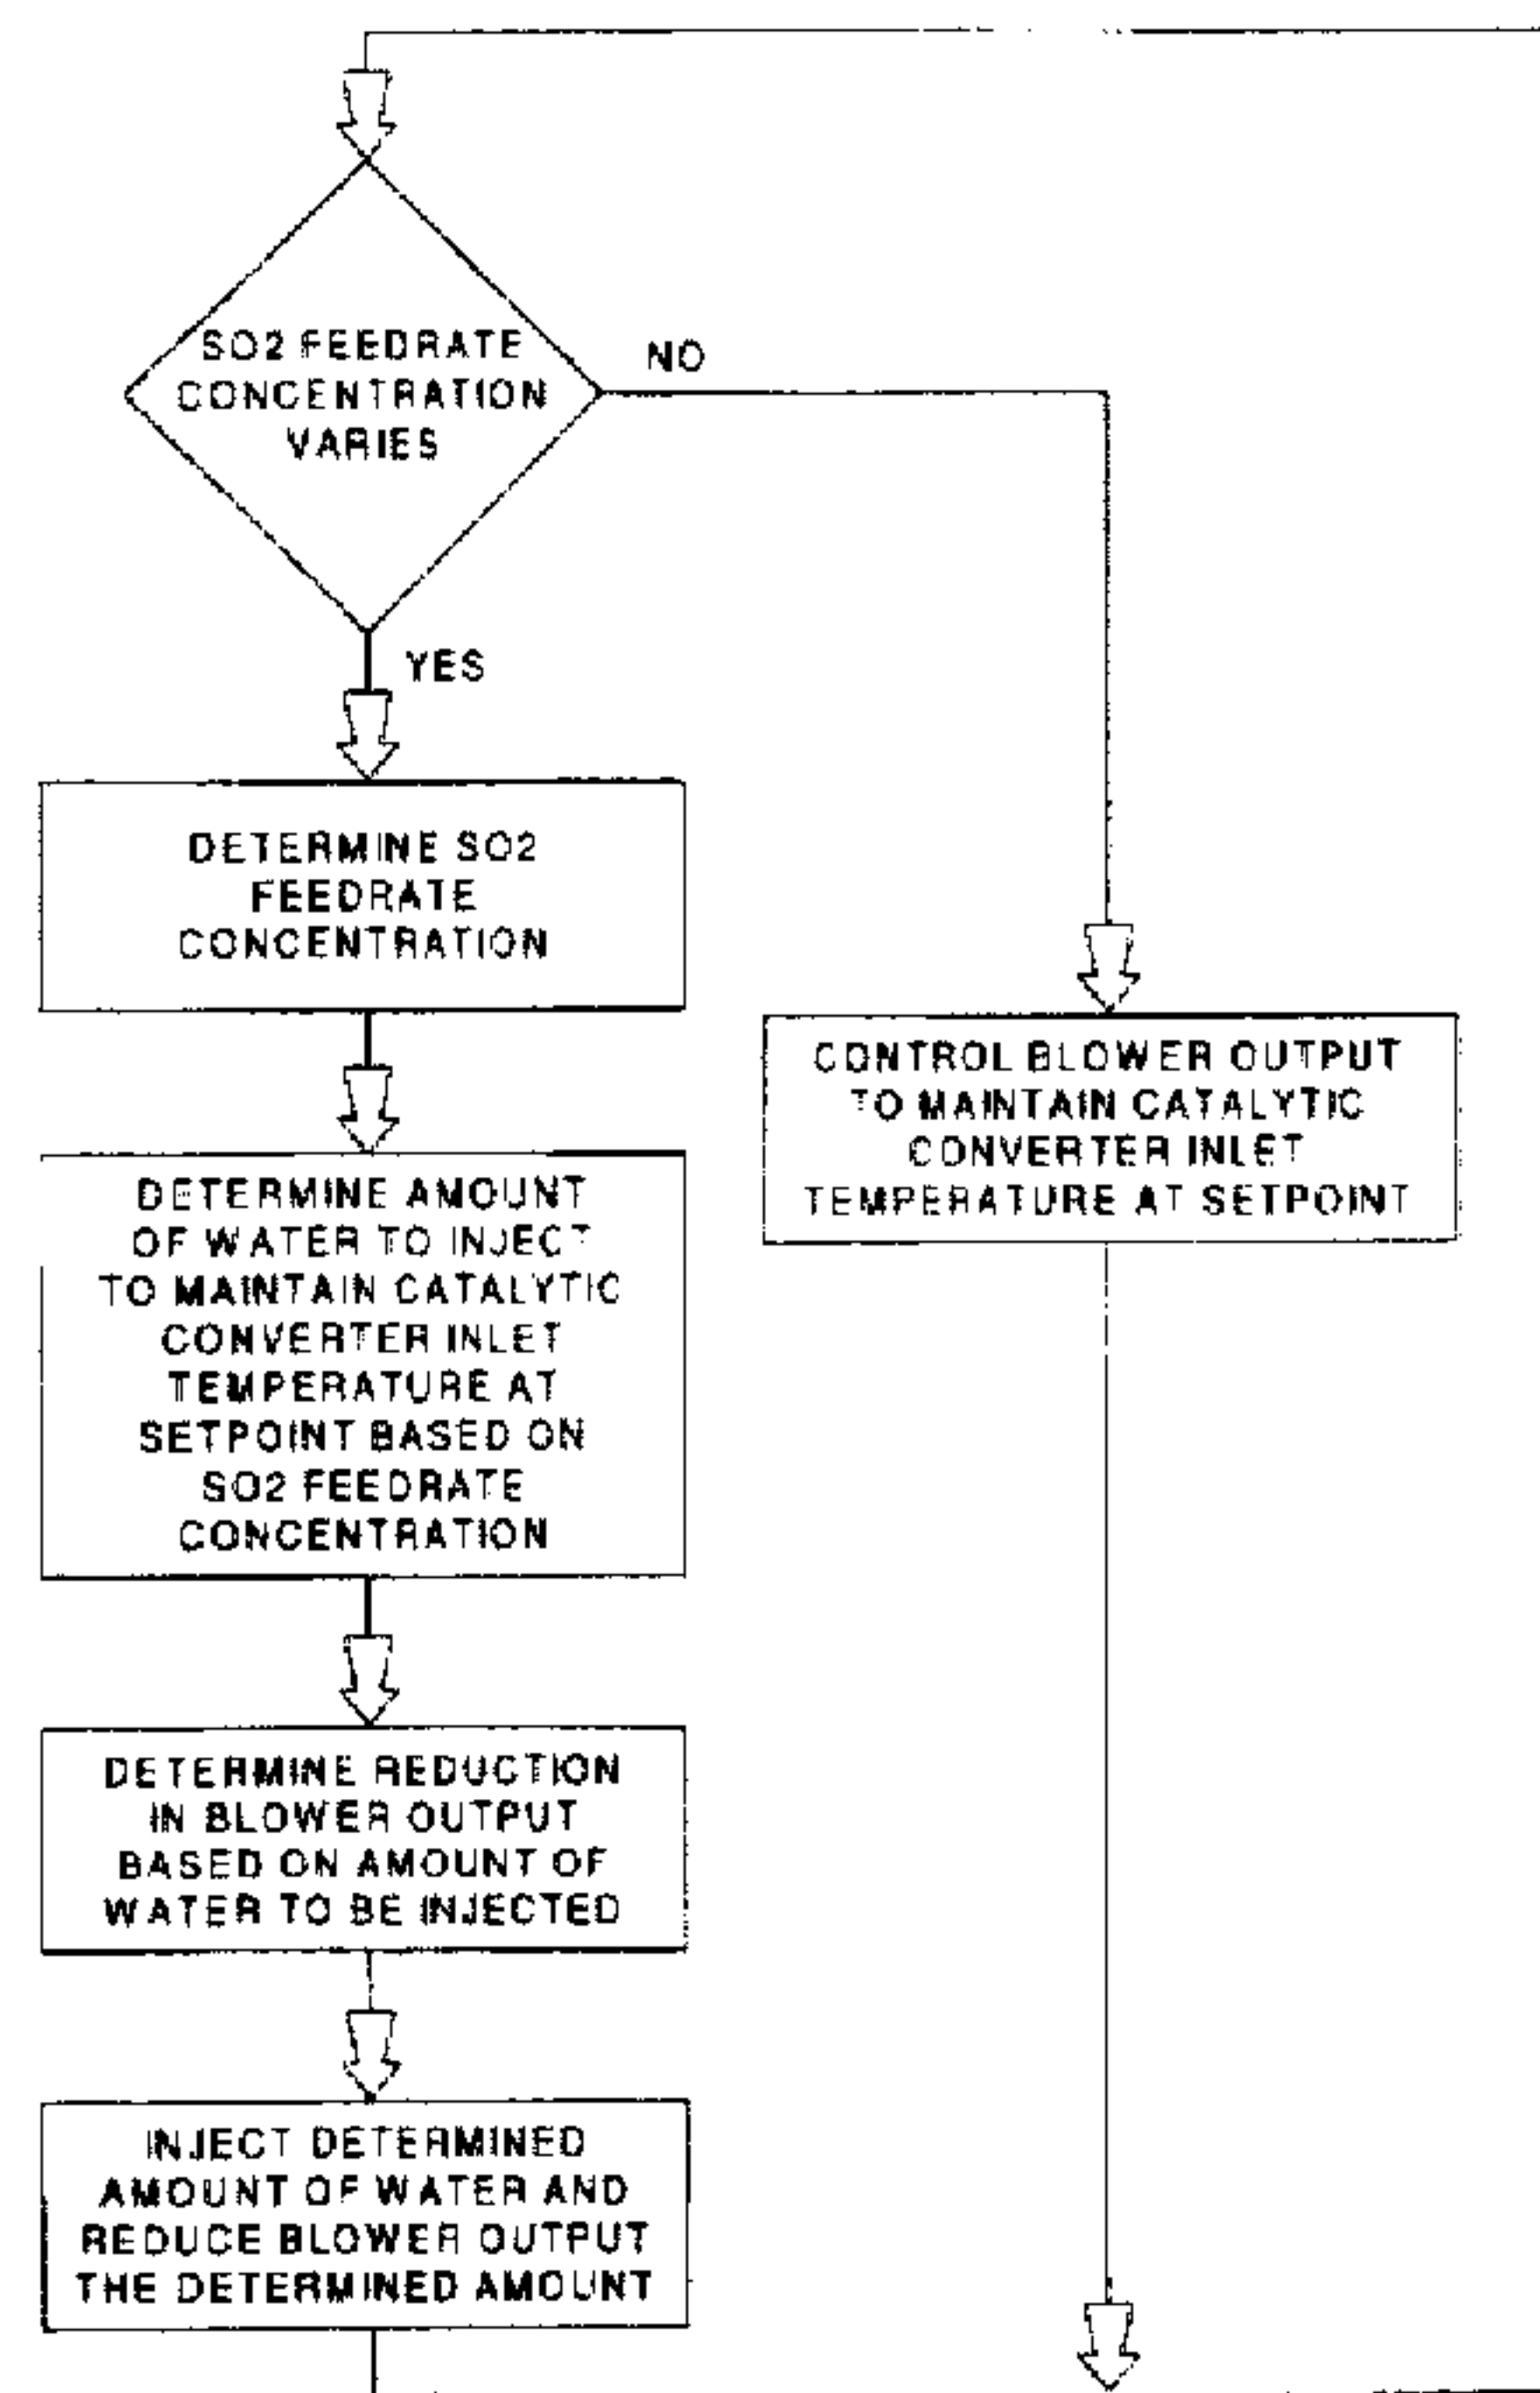 SO2 FEEDRATE
CONCENTRATION
VARIES
NO
YES
DETERMINE SO2
FEEDRATE
CONCENTRATION
CONTROL BLOWER OUTPUT
TO MAINTAIN CATALYTIC
CONVERTER INLET
TEMPERATURE AT SETPOINT
DETERMINE AMOUNT
OF WATER TO INJECT
TO MAINTAIN CATALYTIC
CONVERTER INLET
TEMPERATURE AT
SETPOINT BASED ON
SO2 FEEDRATE
CONCENTRATION
DETERMINE REDUCTION
IN BLOWER OUTPUT
BASED ON AMOUNT OF
WATER TO BE INJECTED
INJECT DETERMINED
AMOUNT OF WATER AND
REDUCE BLOWER OUTPUT
THE DETERMINED AMOUNT